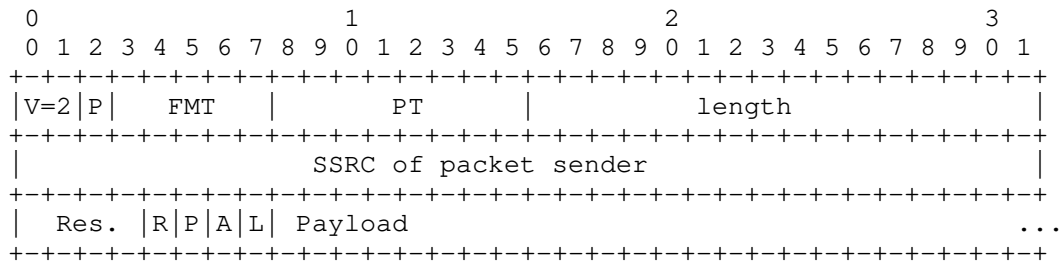 0                   1                   2                   3
 0 1 2 3 4 5 6 7 8 9 0 1 2 3 4 5 6 7 8 9 0 1 2 3 4 5 6 7 8 9 0 1
+-+-+-+-+-+-+-+-+-+-+-+-+-+-+-+-+-+-+-+-+-+-+-+-+-+-+-+-+-+-+-+-+
|V=2|P|   FMT   |       PT      |          length               |
+-+-+-+-+-+-+-+-+-+-+-+-+-+-+-+-+-+-+-+-+-+-+-+-+-+-+-+-+-+-+-+-+
|                  SSRC of packet sender                        |
+-+-+-+-+-+-+-+-+-+-+-+-+-+-+-+-+-+-+-+-+-+-+-+-+-+-+-+-+-+-+-+-+
|  Res. |R|P|A|L| Payload                                      ...
+-+-+-+-+-+-+-+-+-+-+-+-+-+-+-+-+-+-+-+-+-+-+-+-+-+-+-+-+-+-+-+-+